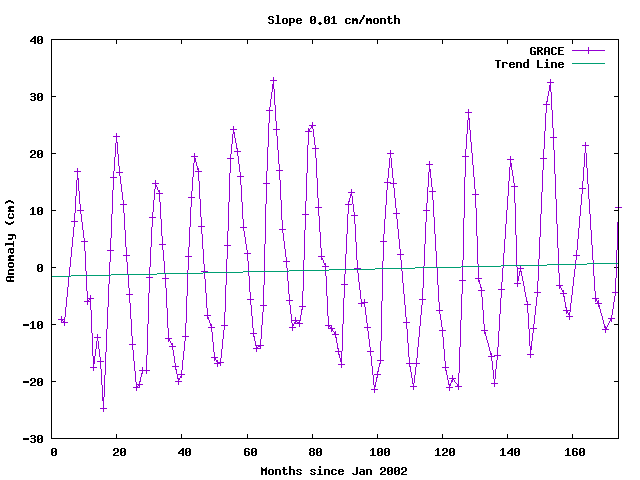 Slope 0.01 cm/month
GRACE
Trend Line
40
30
20
10
0
-10
-20
-30
Anomaly (cm)
0 20 40 60 80 100 120 140 160
Months since Jan 2002